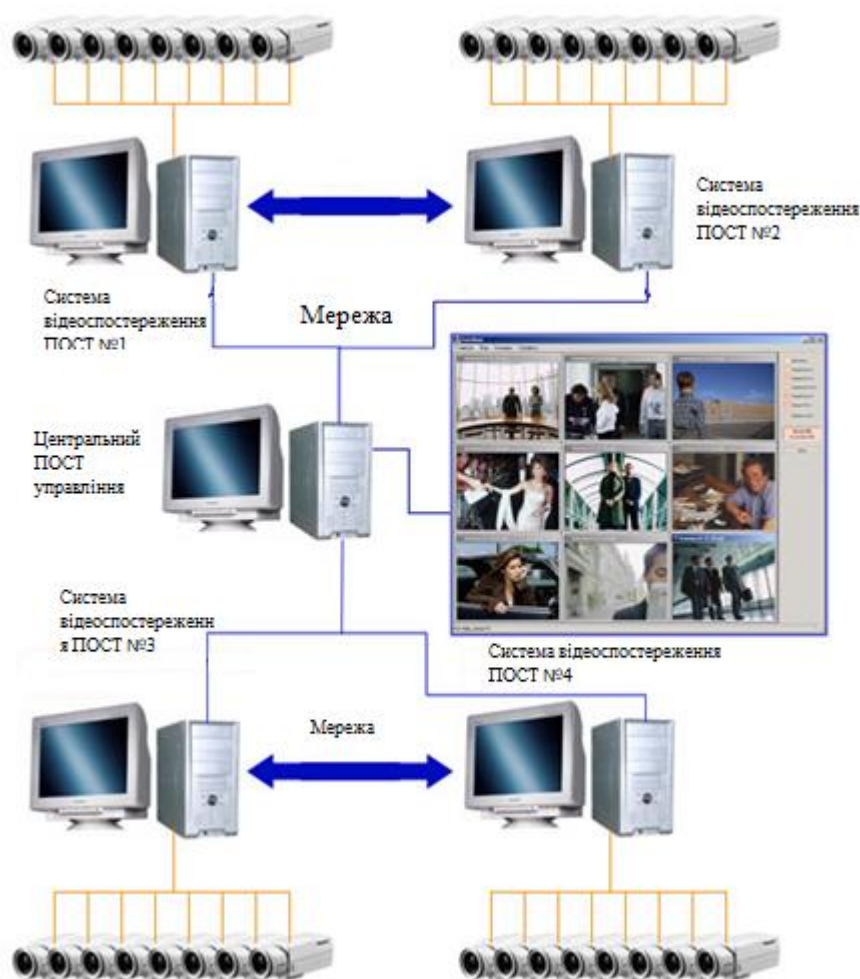 Система
відеоспостереження
ПОСТ №2
Система
відеоспостереження
ПОСТ №1
Мережа
Центральний
ПОСТ
управління
Система
відеоспостереженн
я ПОСТ №3
Система відеоспостереження
ПОСТ №4
Мережа